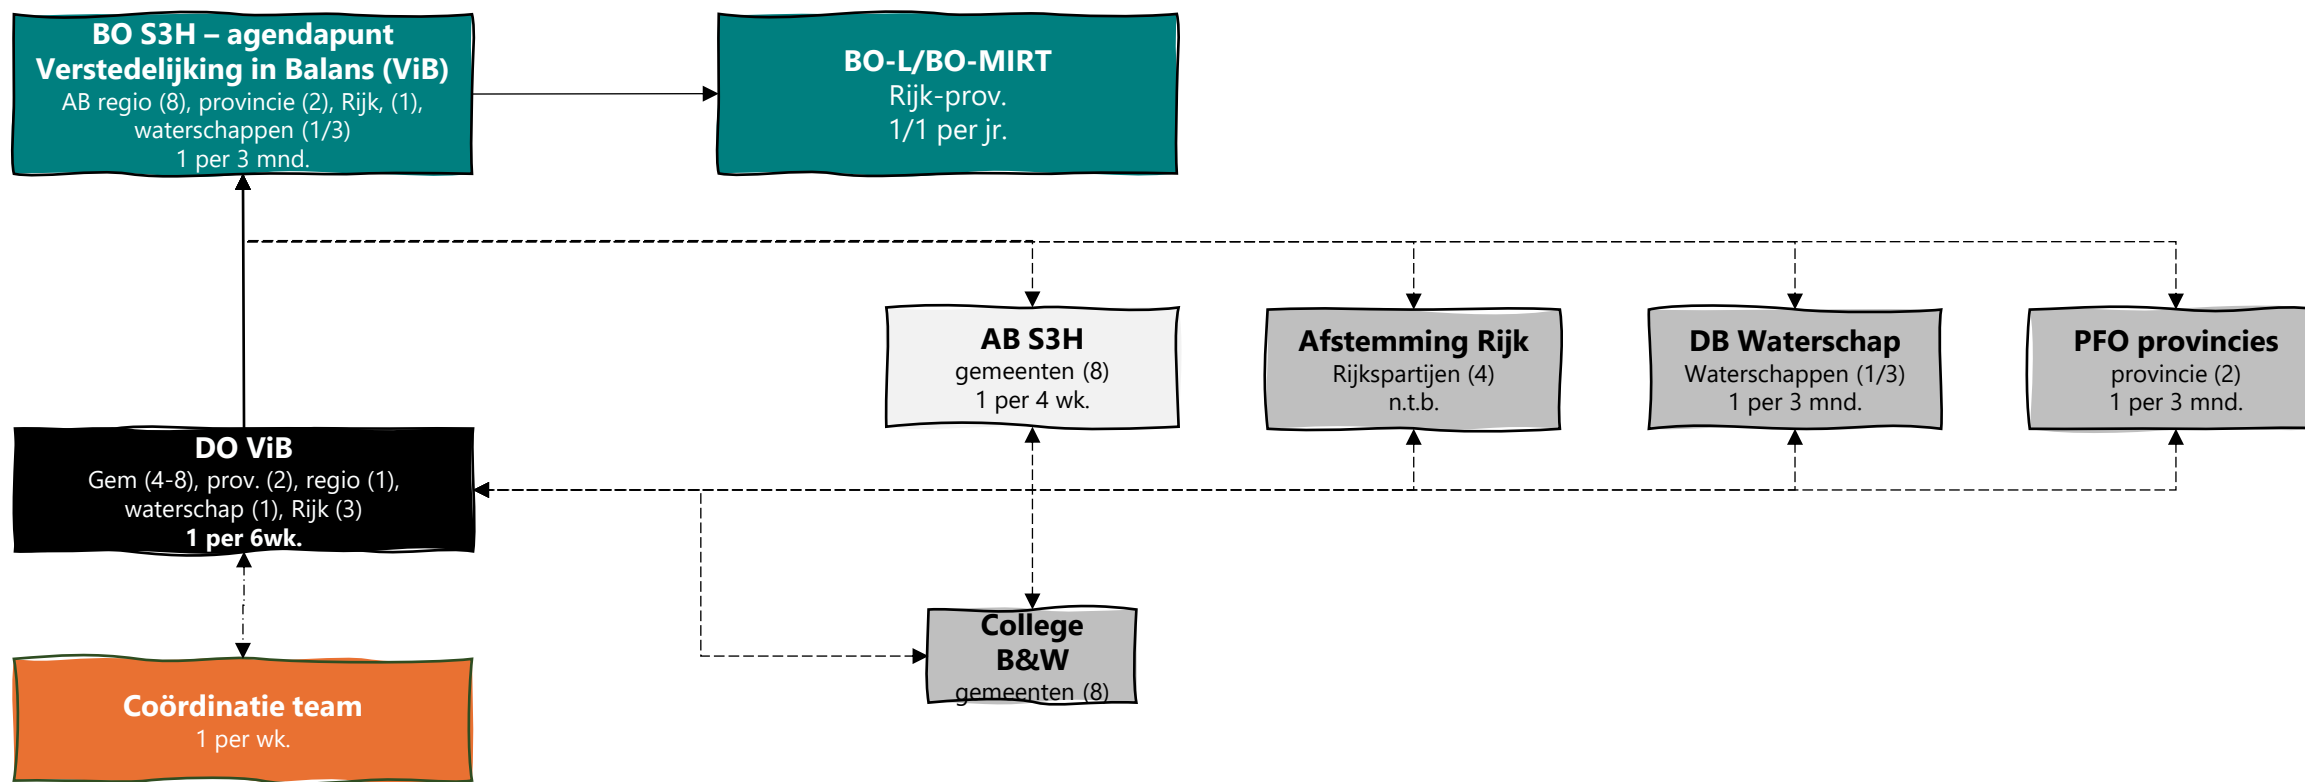 BO S3H – agendapunt
Verstedelijking in Balans (ViB)
AB regio (8), provincie (2), Rijk, (1),
waterschappen (1/3)
1 per 3 mnd.
BO-L/BO-MIRT
Rijk-prov.
1/1 per jr.
AB S3H
gemeenten (8)
1 per 4 wk.
Afstemming Rijk
Rijkspartijen (4)
n.t.b.
DB Waterschap
Waterschappen (1/3)
1 per 3 mnd.
PFO provincies
provincie (2)
1 per 3 mnd.
DO ViB
Gem (4-8), prov. (2), regio (1),
waterschap (1), Rijk (3)
1 per 6wk.
College
B&W
gemeenten (8)
Coördinatie team
1 per wk.